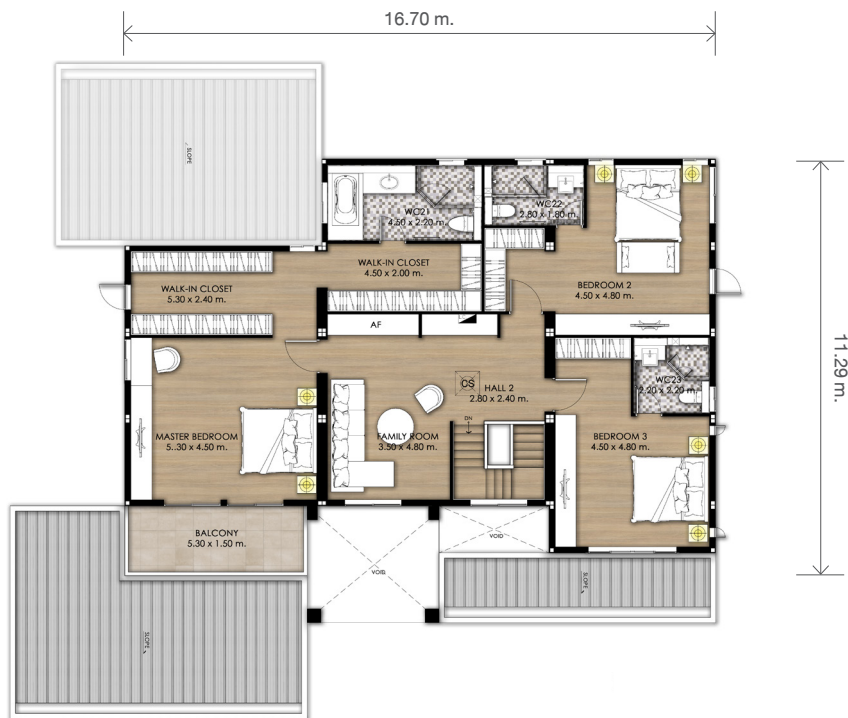 16.70 m.
SLOPE
WC21
4.50 x 2.20 m.
WC22
2.80 x 1.80 m.
WALK-IN CLOSET
4.50 x 2.00 m.
WALK-IN CLOSET
5.30 x 2.40 m.
BEDROOM 2
4.50 x 4.80 m.
11.29 m.
AF
WC23
2.20 x 2.20 m.
CS
HALL 2
2.80 x 2.40 m.
DN
MASTER BEDROOM
5..30 x 4.50 m.
FAMILY ROOM
3.50 x 4.80 m.
BEDROOM 3
4.50 x 4.80 m.
BALCONY
5.30 x 1.50 m.
VOID
VOID
SLOPE
SLOPE